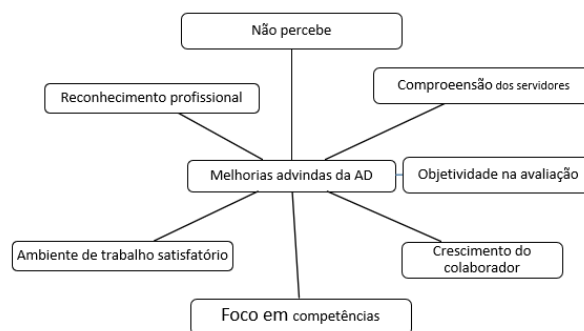 Não percebe
Comproeensão dos servidores
Reconhecimento profissional
Melhorias advindas da AD
Objetividade na avaliação
Ambiente de trabalho satisfatório
Crescimento do
colaborador
Foco em competências